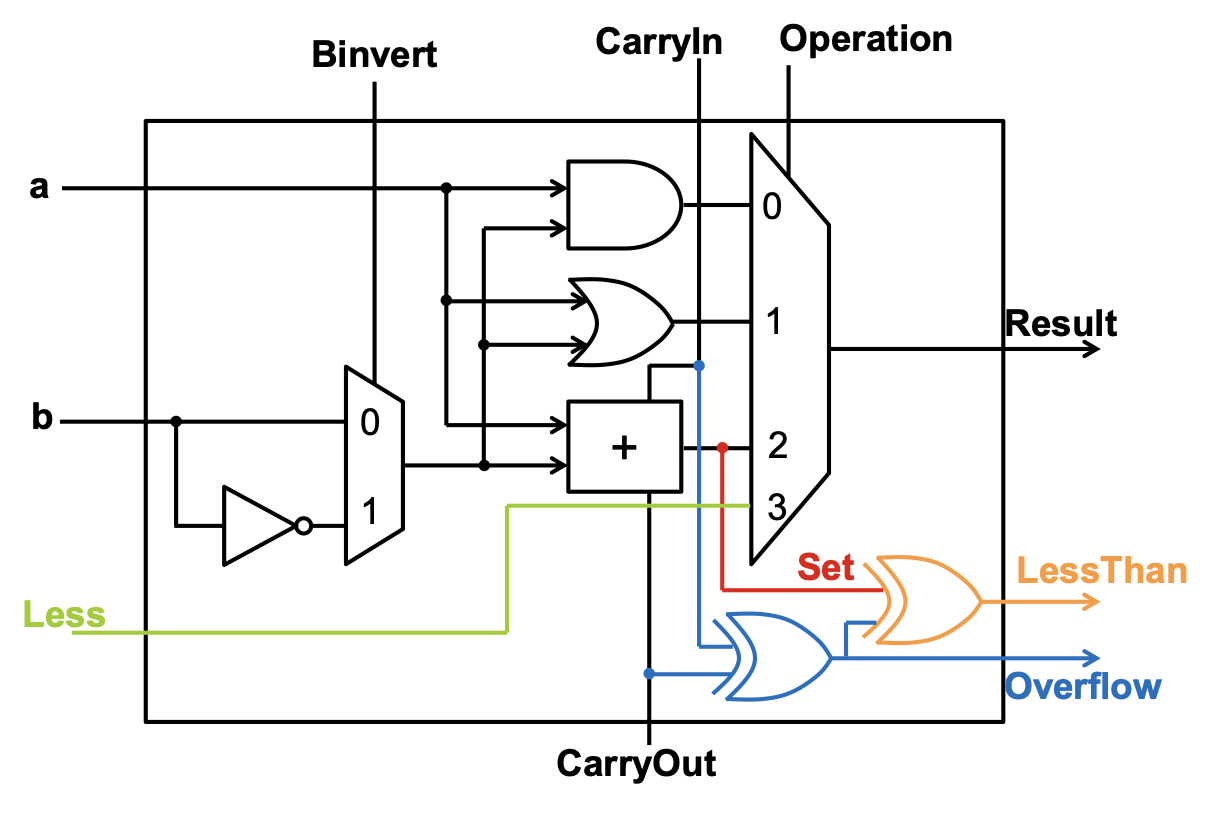 Binvert
CarryIn
Operation
a
0
1
Result
b
0
+
2
1
3
Set
LessThan
Less
Overflow
CarryOut